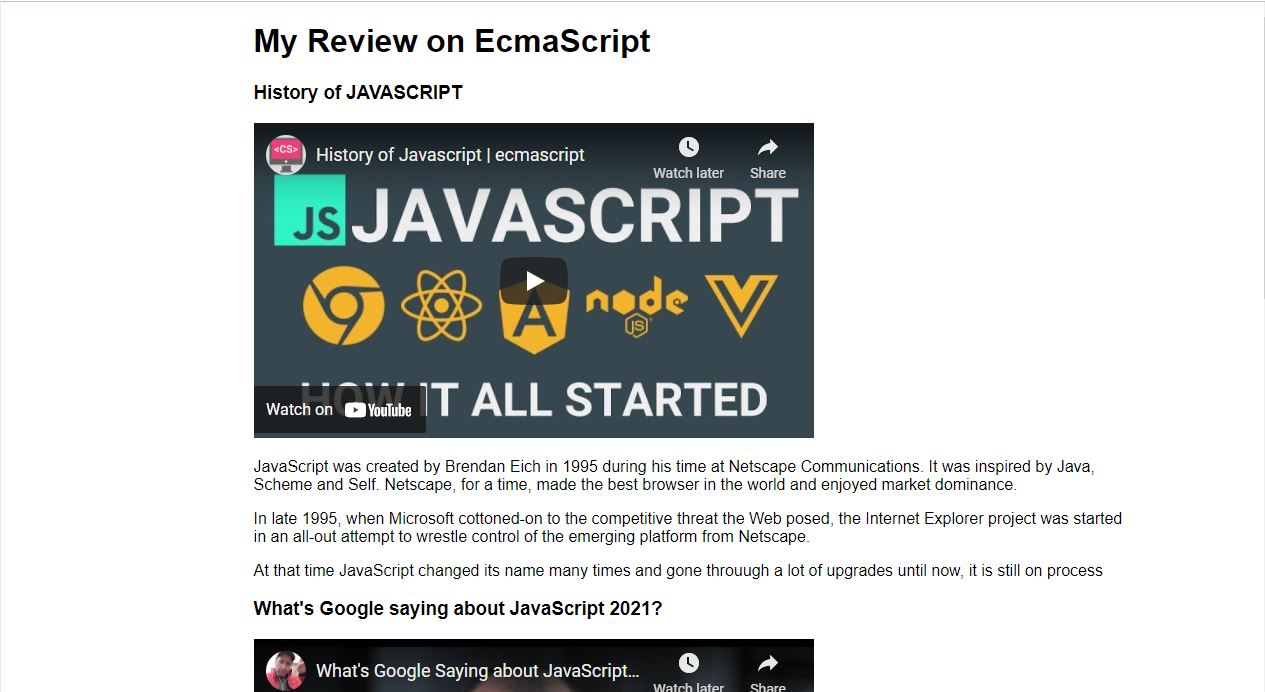 My Review on EcmaScript
History of JAVASCRIPT
<CS>
History of Javascript | ecmascript
Watch later
Share
JS JAVASCRIPT
node
JS
HOW IT ALL STARTED
Watch on YouTube
JavaScript was created by Brendan Eich in 1995 during his time at Netscape Communications. It was inspired by Java,
Scheme and Self. Netscape, for a time, made the best browser in the world and enjoyed market dominance.
In late 1995, when Microsoft cottoned-on to the competitive threat the Web posed, the Internet Explorer project was started
in an all-out attempt to wrestle control of the emerging platform from Netscape.
At that time JavaScript changed its name many times and gone throuugh a lot of upgrades until now, it is still on process
What's Google saying about JavaScript 2021?
What's Google Saying about JavaScript...
Watch later
Share